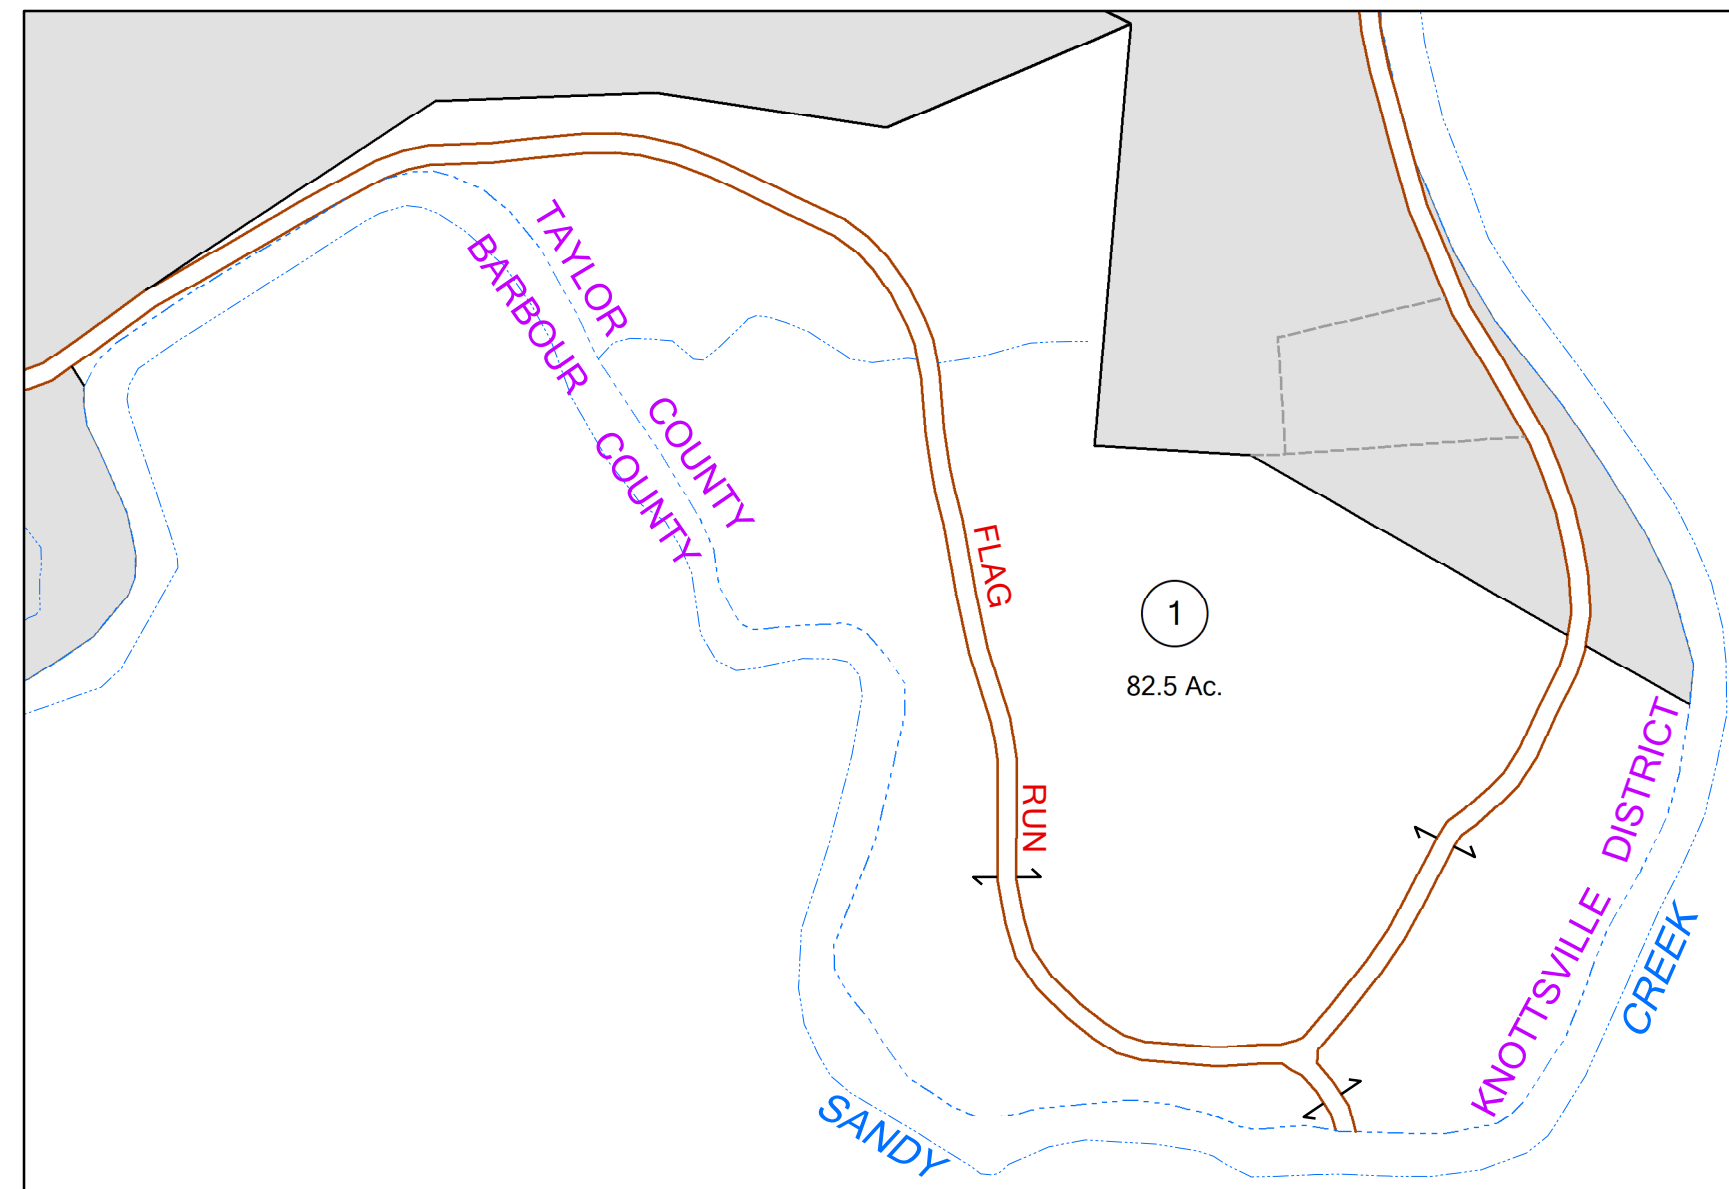 TAYLOR COUNTY
BARBOUR COUNTY
FLAG RUN
1
82.5 Ac.
KNOTTSVILLE DISTRICT
SANDY CREEK